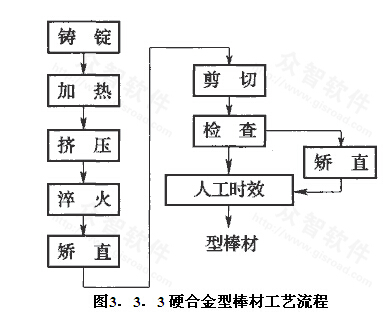 铸 锭
加 热
挤 压
淬 火
矫 直
剪 切
检 查
矫 直
人工时效
型棒材
图3．3．3 硬合金型棒材工艺流程
众智软件
http://www.gisroad.com